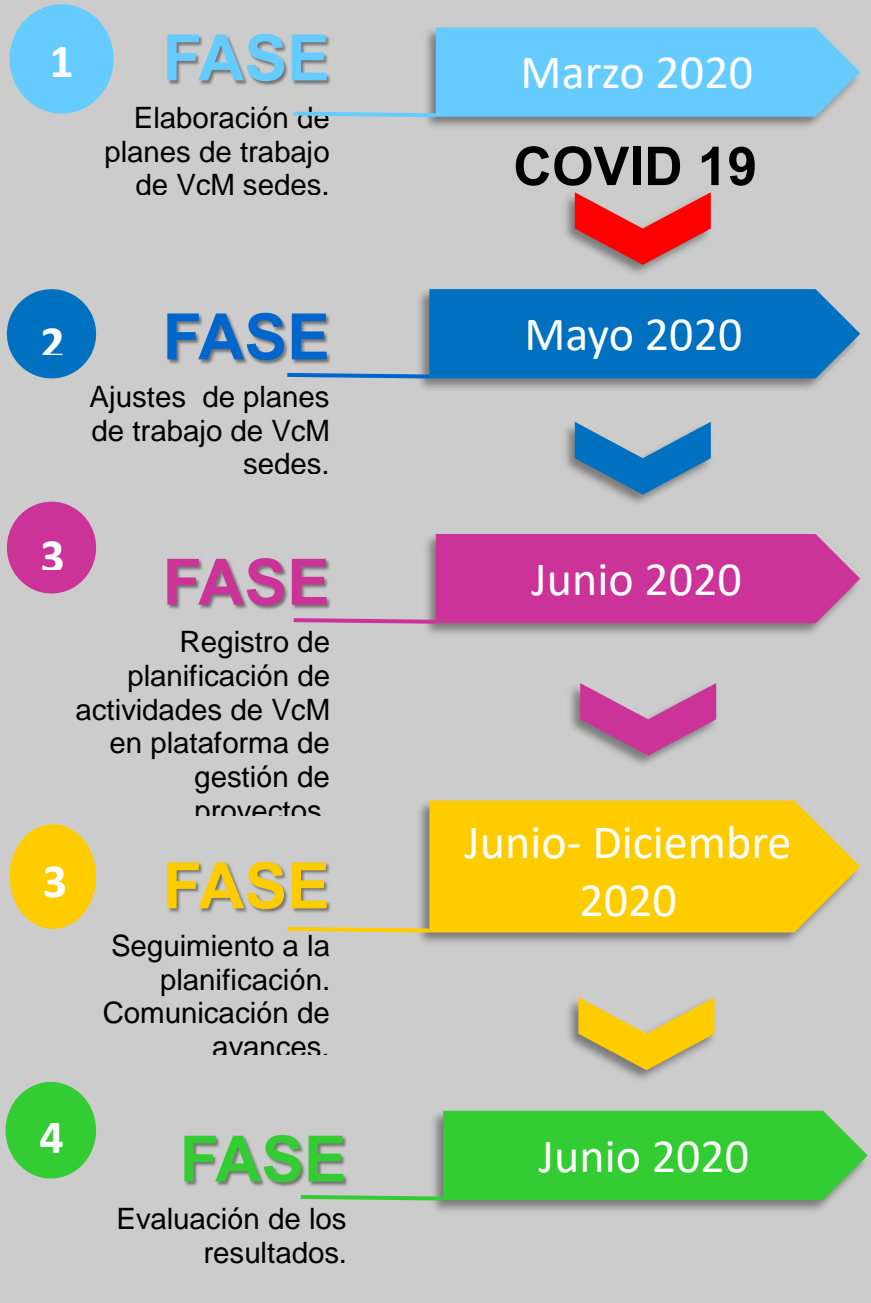 1
FASE
Marzo 2020
Elaboración de
planes de trabajo
de VcM sedes.
COVID 19
2
FASE
Mayo 2020
Ajustes de planes
de trabajo de VcM
sedes.
3
FASE
Junio 2020
Registro de
planificación de
actividades de VcM
en plataforma de
gestión de
proyectos.
3
FASE
Junio- Diciembre
2020
Seguimiento a la
planificación.
Comunicación de
avances.
4
FASE
Junio 2020
Evaluación de los
resultados.